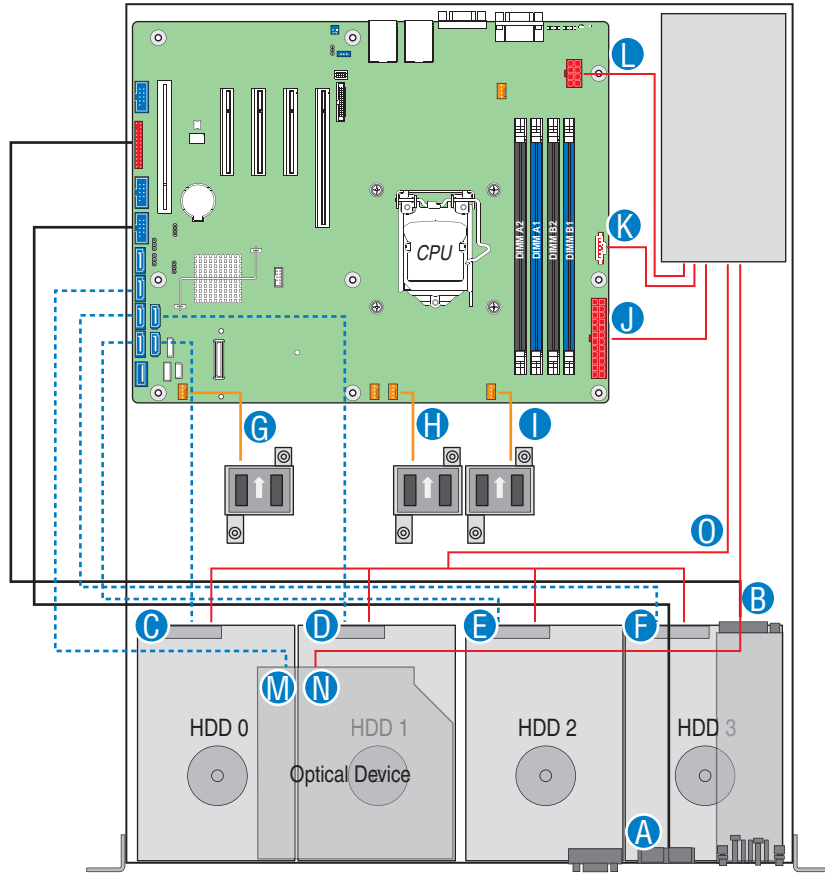 L
K
J
CPU
DIMM A2
DIMM A1
DIMM B2
DIMM B1
G
H
I
O
B
C
D
E
F
M
N
HDD 0
HDD 1
HDD 2
HDD 3
Optical Device
A